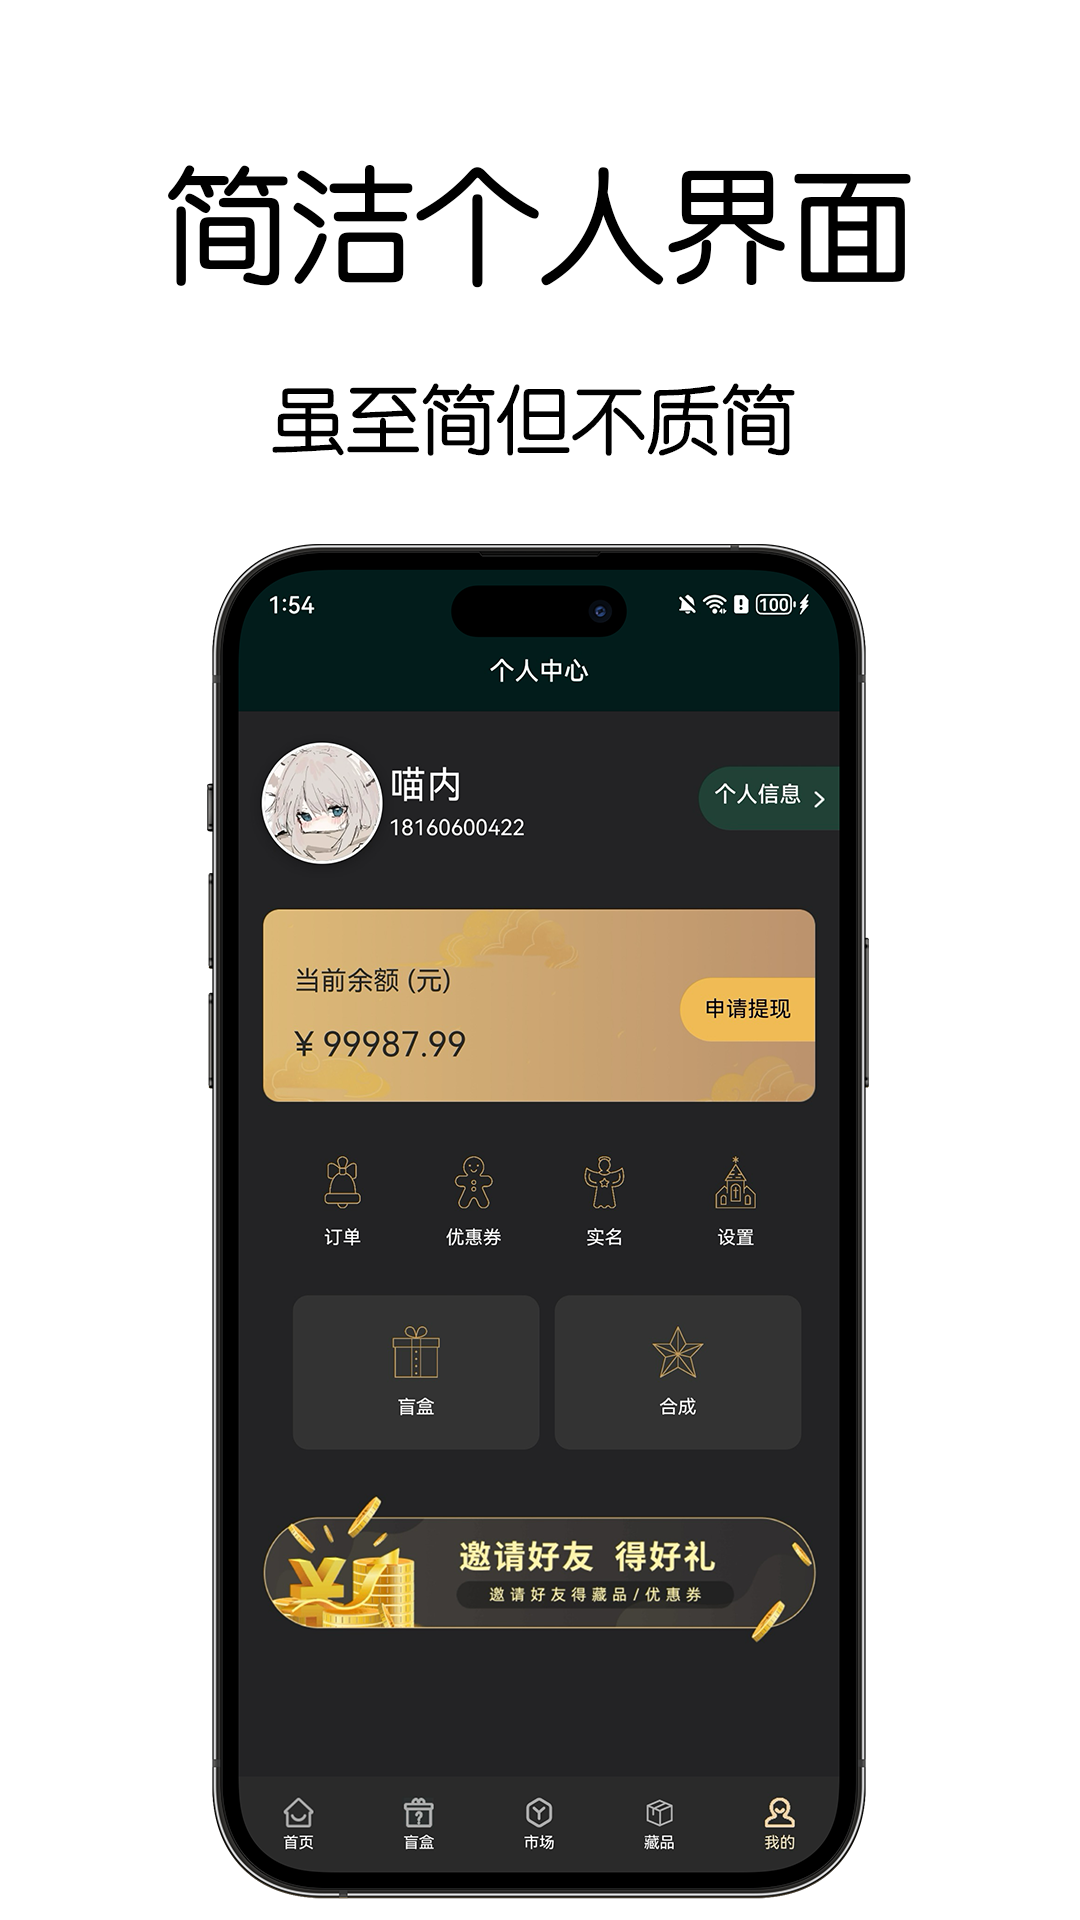 简洁个人界面
虽至简但不质简
1:54
100
个人中心
喵内
18160600422
个人信息
当前余额 (元)
¥ 99987.99
申请提现
订单 优惠券 实名 设置
盲盒 合成
邀请好友 得好礼
邀请好友得藏品/优惠券
首页 盲盒 市场 藏品 我的